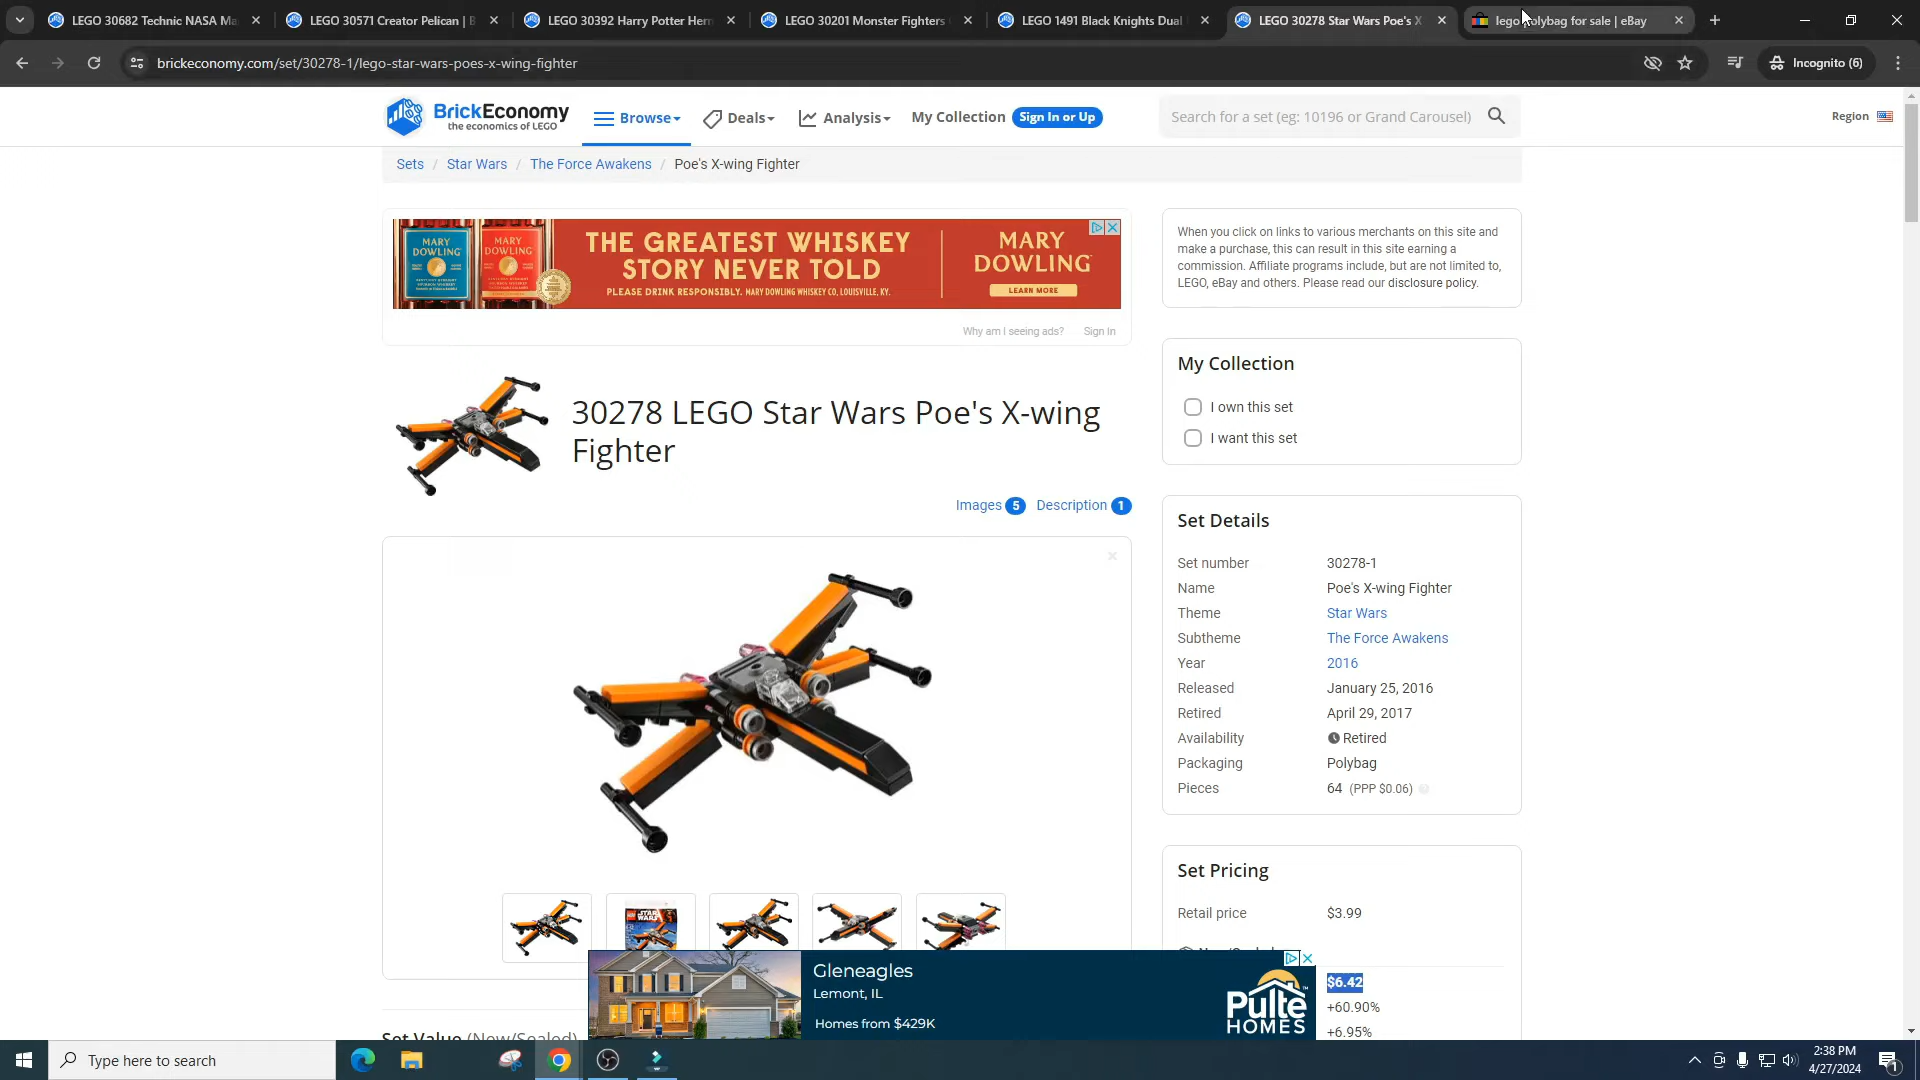 LEGO 30682 Technic NASA Ma
LEGO 30571 Creator Pelican | B
LEGO 30392 Harry Potter Herm
LEGO 30201 Monster Fighters
LEGO 1491 Black Knights Dual
LEGO 30278 Star Wars Poe's X
lego polybag for sale | eBay
brickeconomy.com/set/30278-1/lego-star-wars-poes-x-wing-fighter
Incognito (6)
BrickEconomy
the economics of LEGO
Browse
Deals
Analysis
My Collection
Sign In or Up
Search for a set (eg: 10196 or Grand Carousel)
Region
Sets / Star Wars / The Force Awakens / Poe's X-wing Fighter
MARY DOWLING
MARY DOWLING
THE GREATEST WHISKEY
STORY NEVER TOLD
PLEASE DRINK RESPONSIBLY. MARY DOWLING WHISKEY CO, LOUISVILLE, KY.
MARY
DOWLING
LEARN MORE
Why am I seeing ads?
Sign In
When you click on links to various merchants on this site and
make a purchase, this can result in this site earning a
commission. Affiliate programs include, but are not limited to,
LEGO, eBay and others. Please read our disclosure policy.
My Collection
I own this set
I want this set
30278 LEGO Star Wars Poe's X-wing
Fighter
Images 5
Description 1
Set Details
Set number 30278-1
Name Poe's X-wing Fighter
Theme Star Wars
Subtheme The Force Awakens
Year 2016
Released January 25, 2016
Retired April 29, 2017
Availability Retired
Packaging Polybag
Pieces 64 (PPP $0.06)
Set Pricing
Retail price $3.99
$6.42
+60.90%
+6.95%
Gleneagles
Lemont, IL
Homes from $429K
Pulte
HOMES
Set Value (New/Sealed)
Type here to search
2:38 PM
4/27/2024
1